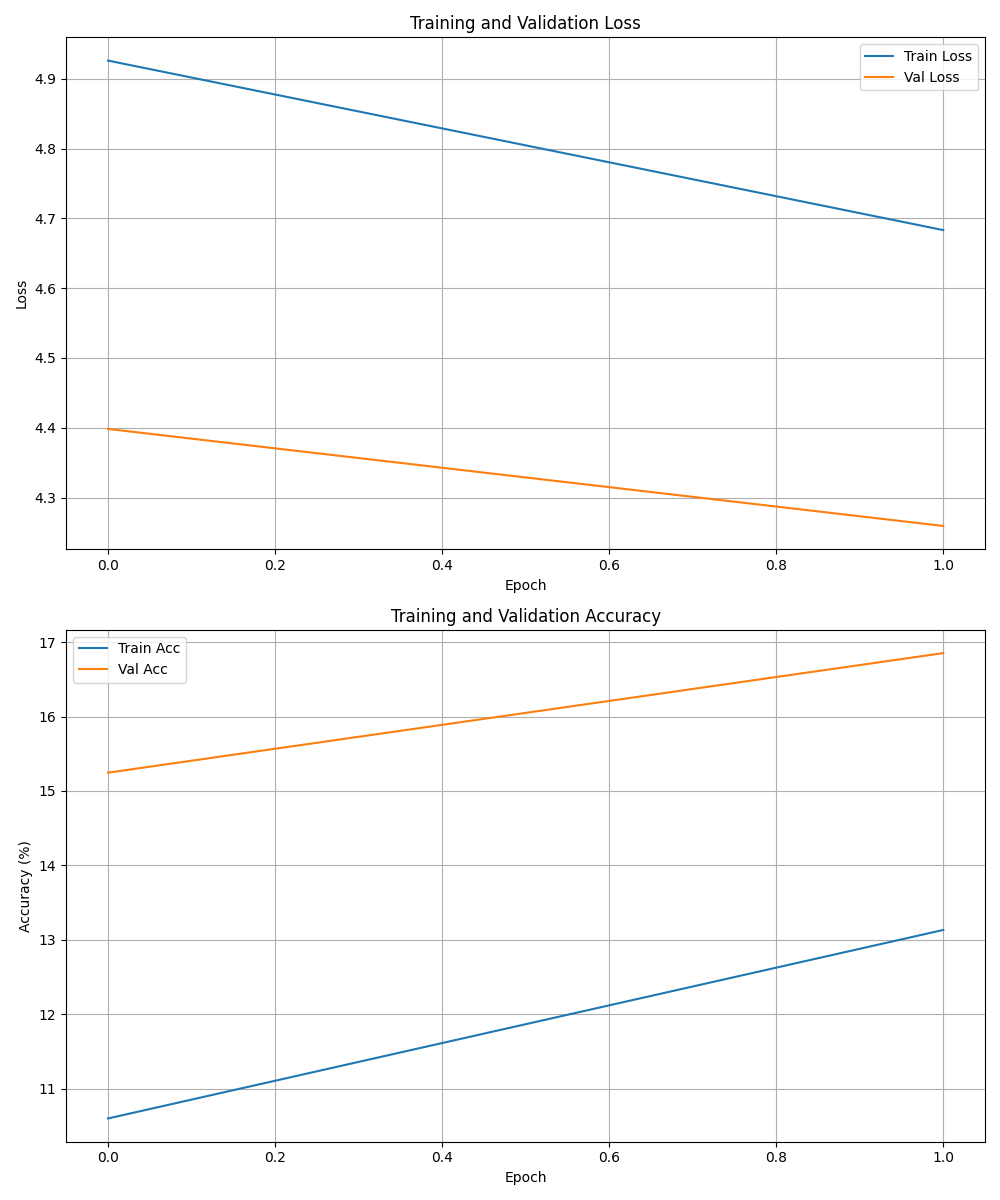 Training and Validation Loss
Train Loss
Val Loss
4.9
4.8
4.7
4.6
4.5
4.4
4.3
Loss
0.0 0.2 0.4 0.6 0.8 1.0
Epoch
Training and Validation Accuracy
Train Acc
Val Acc
17
16
15
14
13
12
11
Accuracy (%)
0.0 0.2 0.4 0.6 0.8 1.0
Epoch